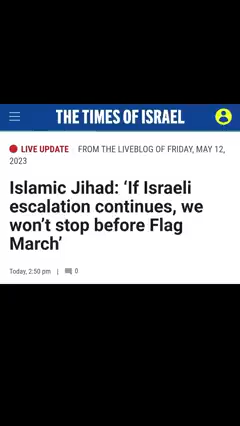 THE TIMES OF ISRAEL
LIVE UPDATE FROM THE LIVEBLOG OF FRIDAY, MAY 12,
2023
Islamic Jihad: ‘If Israeli
escalation continues, we
won’t stop before Flag
March’
Today, 2:50 pm | 0